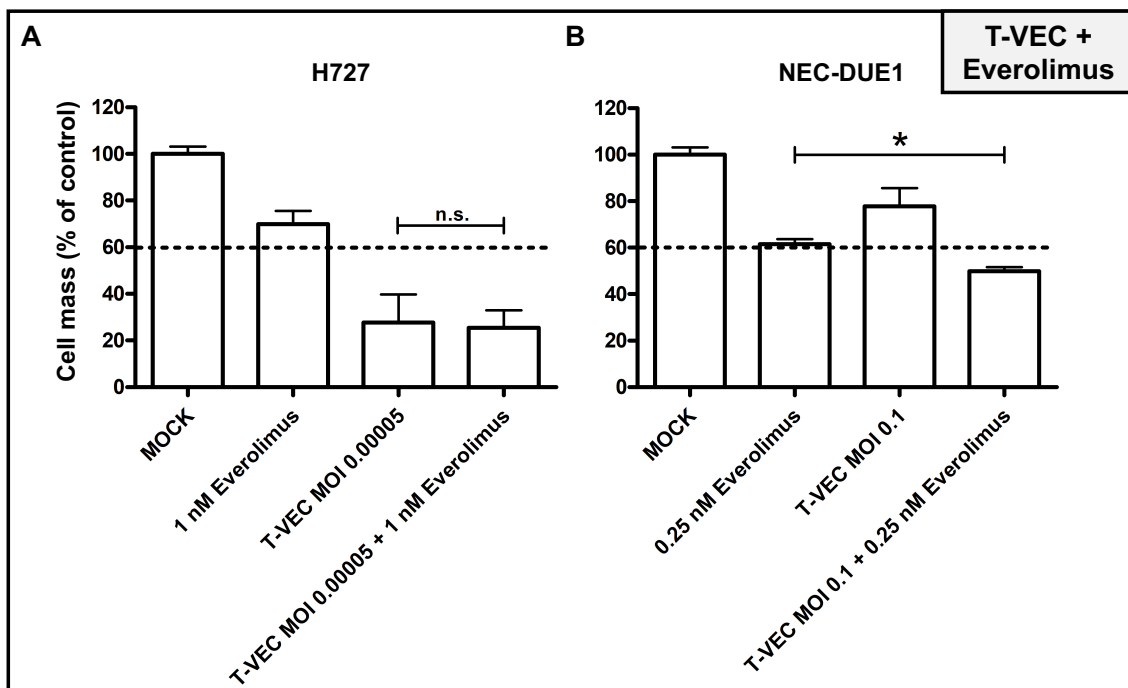 A
B
T-VEC +
Everolimus
H727
NEC-DUE1
Cell mass (% of control)
120
100
80
60
40
20
0
n.s.
MOCK
1 nM Everolimus
T-VEC MOI 0.00005
T-VEC MOI 0.00005 + 1 nM Everolimus
120
100
80
60
40
20
0
*
MOCK
0.25 nM Everolimus
T-VEC MOI 0.1
T-VEC MOI 0.1 + 0.25 nM Everolimus